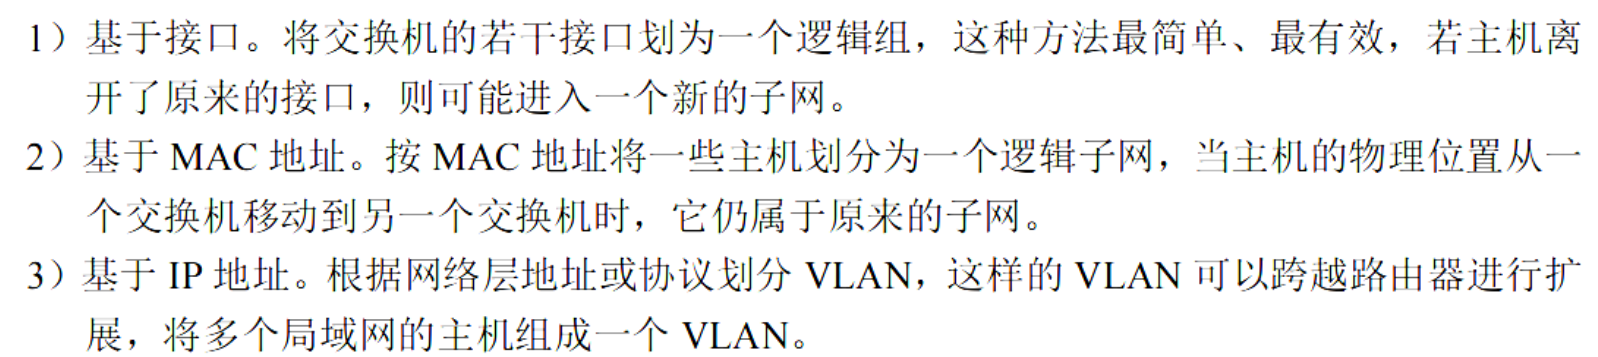 1）基于接口。将交换机的若干接口划为一个逻辑组，这种方法最简单、最有效，若主机离
开了原来的接口，则可能进入一个新的子网。
2）基于 MAC 地址。按 MAC 地址将一些主机划分为一个逻辑子网，当主机的物理位置从一
个交换机移动到另一个交换机时，它仍属于原来的子网。
3）基于 IP 地址。根据网络层地址或协议划分 VLAN，这样的 VLAN 可以跨越路由器进行扩
展，将多个局域网的主机组成一个 VLAN。